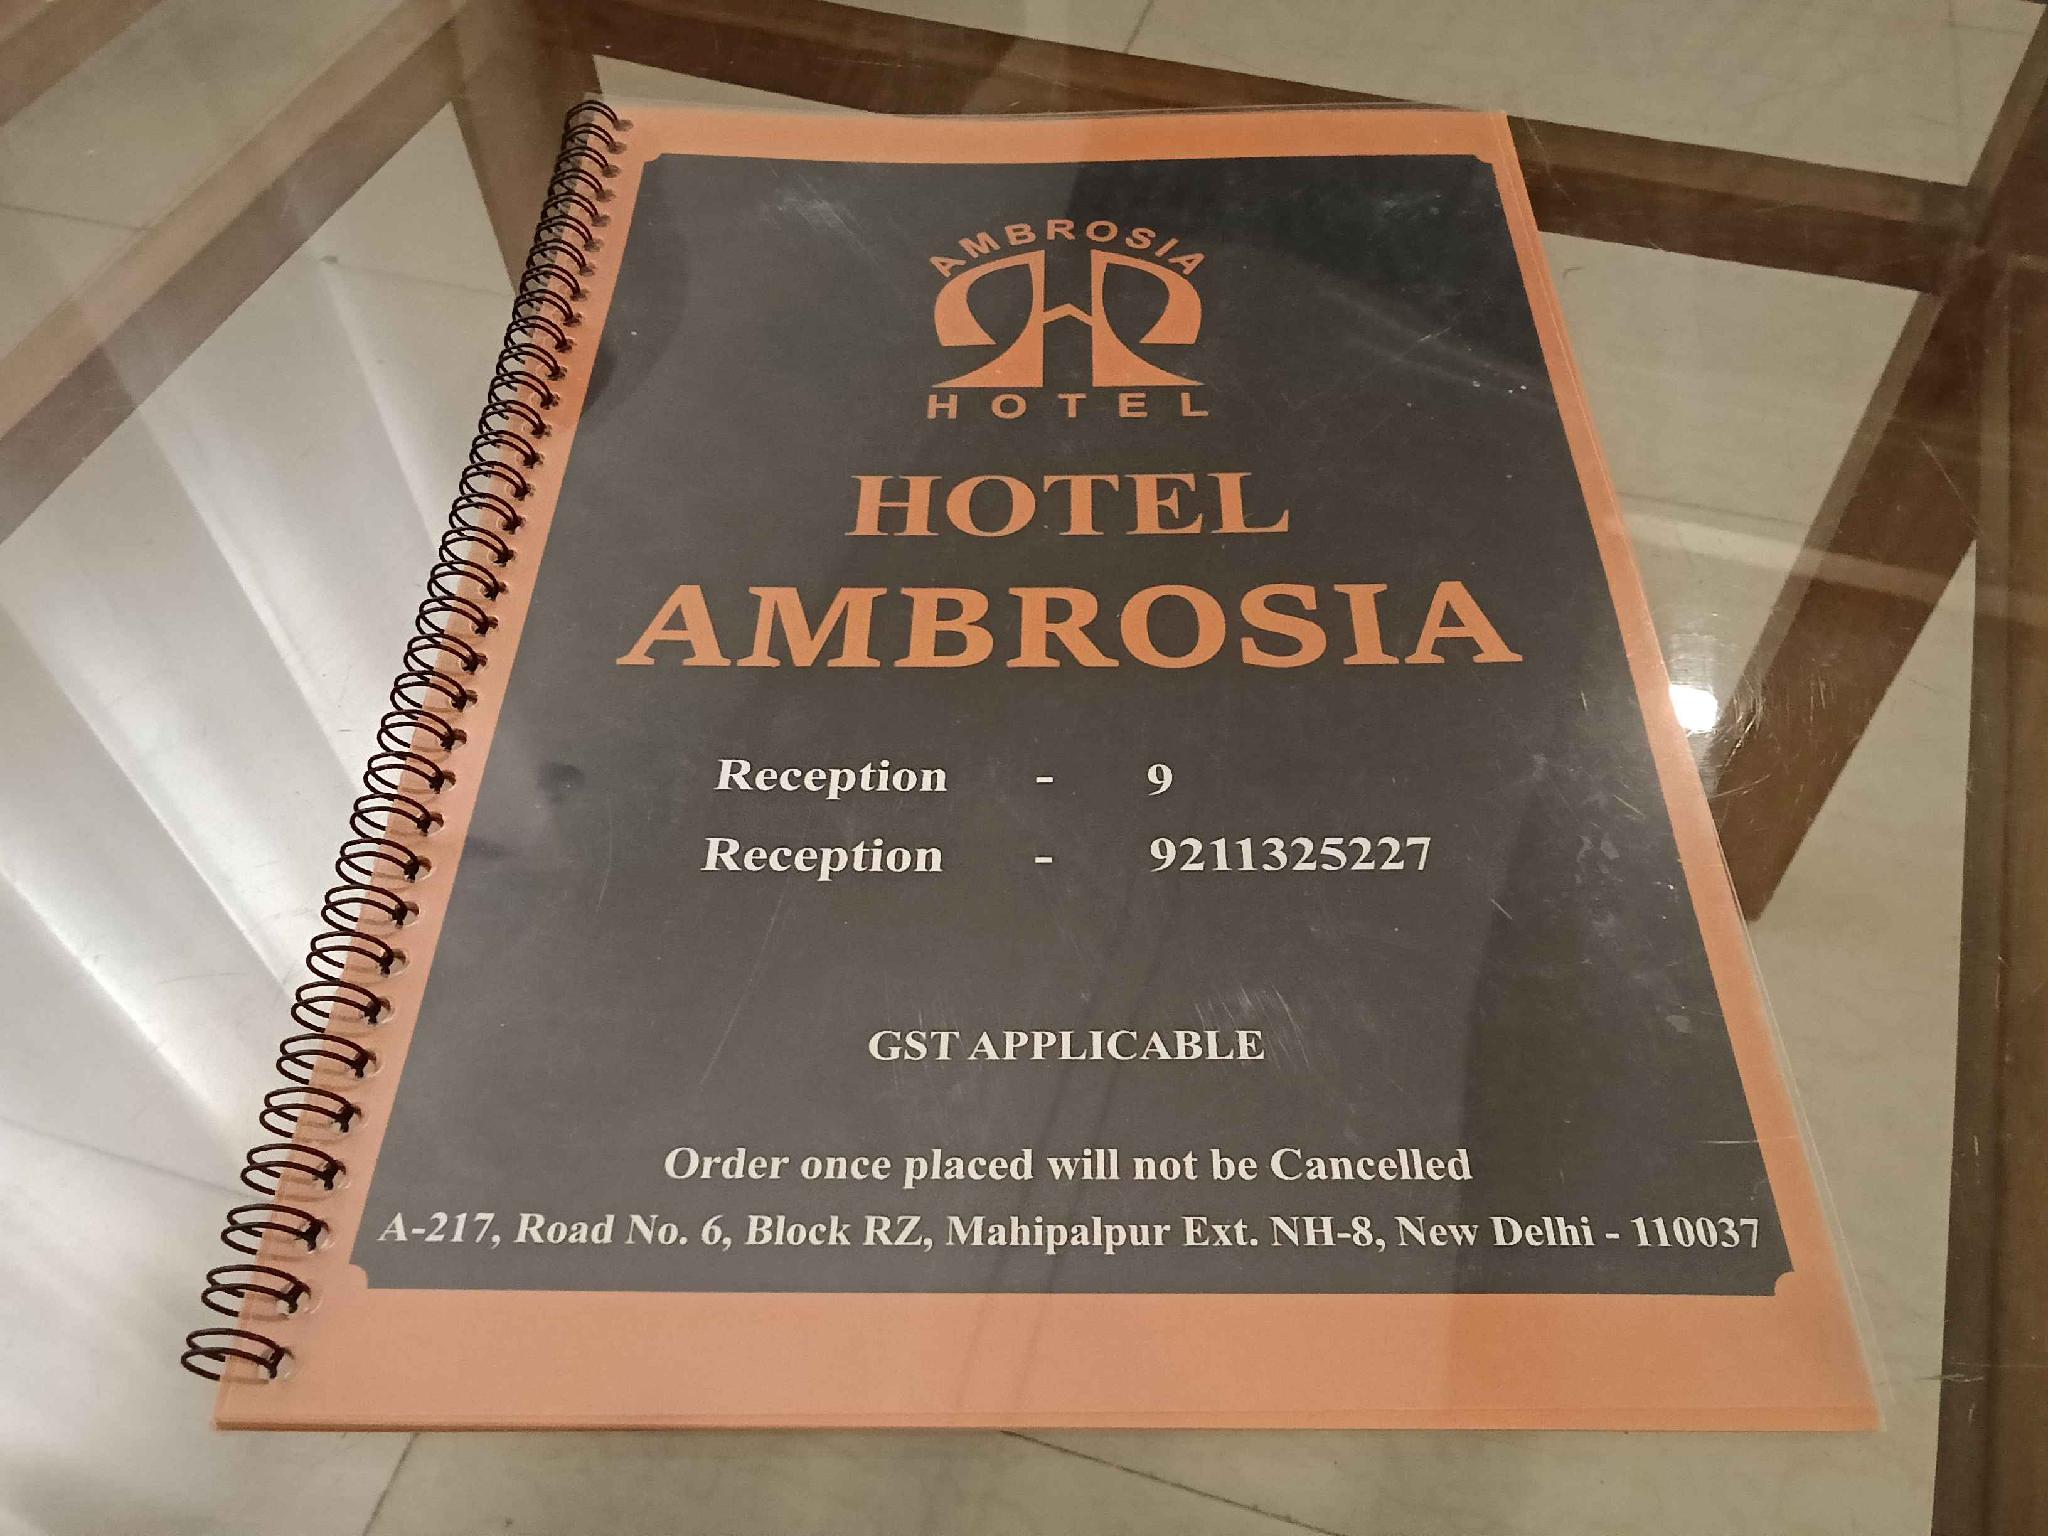 AMBROSIA
HOTEL
HOTEL
AMBROSIA
Reception - 9
Reception - 9211325227
GST APPLICABLE
Order once placed will not be Cancelled
A-217, Road No. 6, Block RZ, Mahipalpur Ext. NH-8, New Delhi - 110037